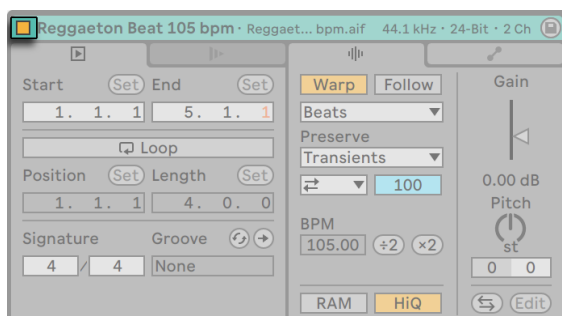 Reggaeton Beat 105 bpm · Reggaet... bpm.aif 44.1 kHz · 24-Bit · 2 Ch
Start Set End Set
1. 1. 1 5. 1. 1
Loop
Position Set Length Set
1. 1. 1 4. 0. 0
Signature Groove
4 / 4 None
Warp Follow
Beats
Preserve
Transients
100
BPM
105.00 ÷2 ×2
RAM HiQ
Gain
0.00 dB
Pitch
st
0 0
Edit